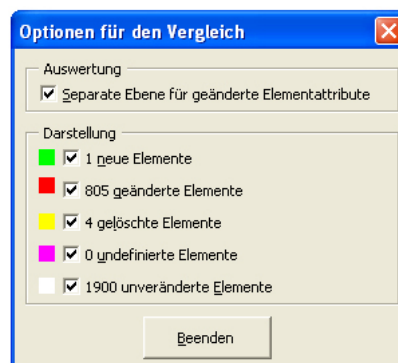 Optionen für den Vergleich
Auswertung
Separate Ebene für geänderte Elementattribute
Darstellung
1 neue Elemente
805 geänderte Elemente
4 gelöschte Elemente
0 undefinierte Elemente
1900 unveränderte Elemente
Beenden